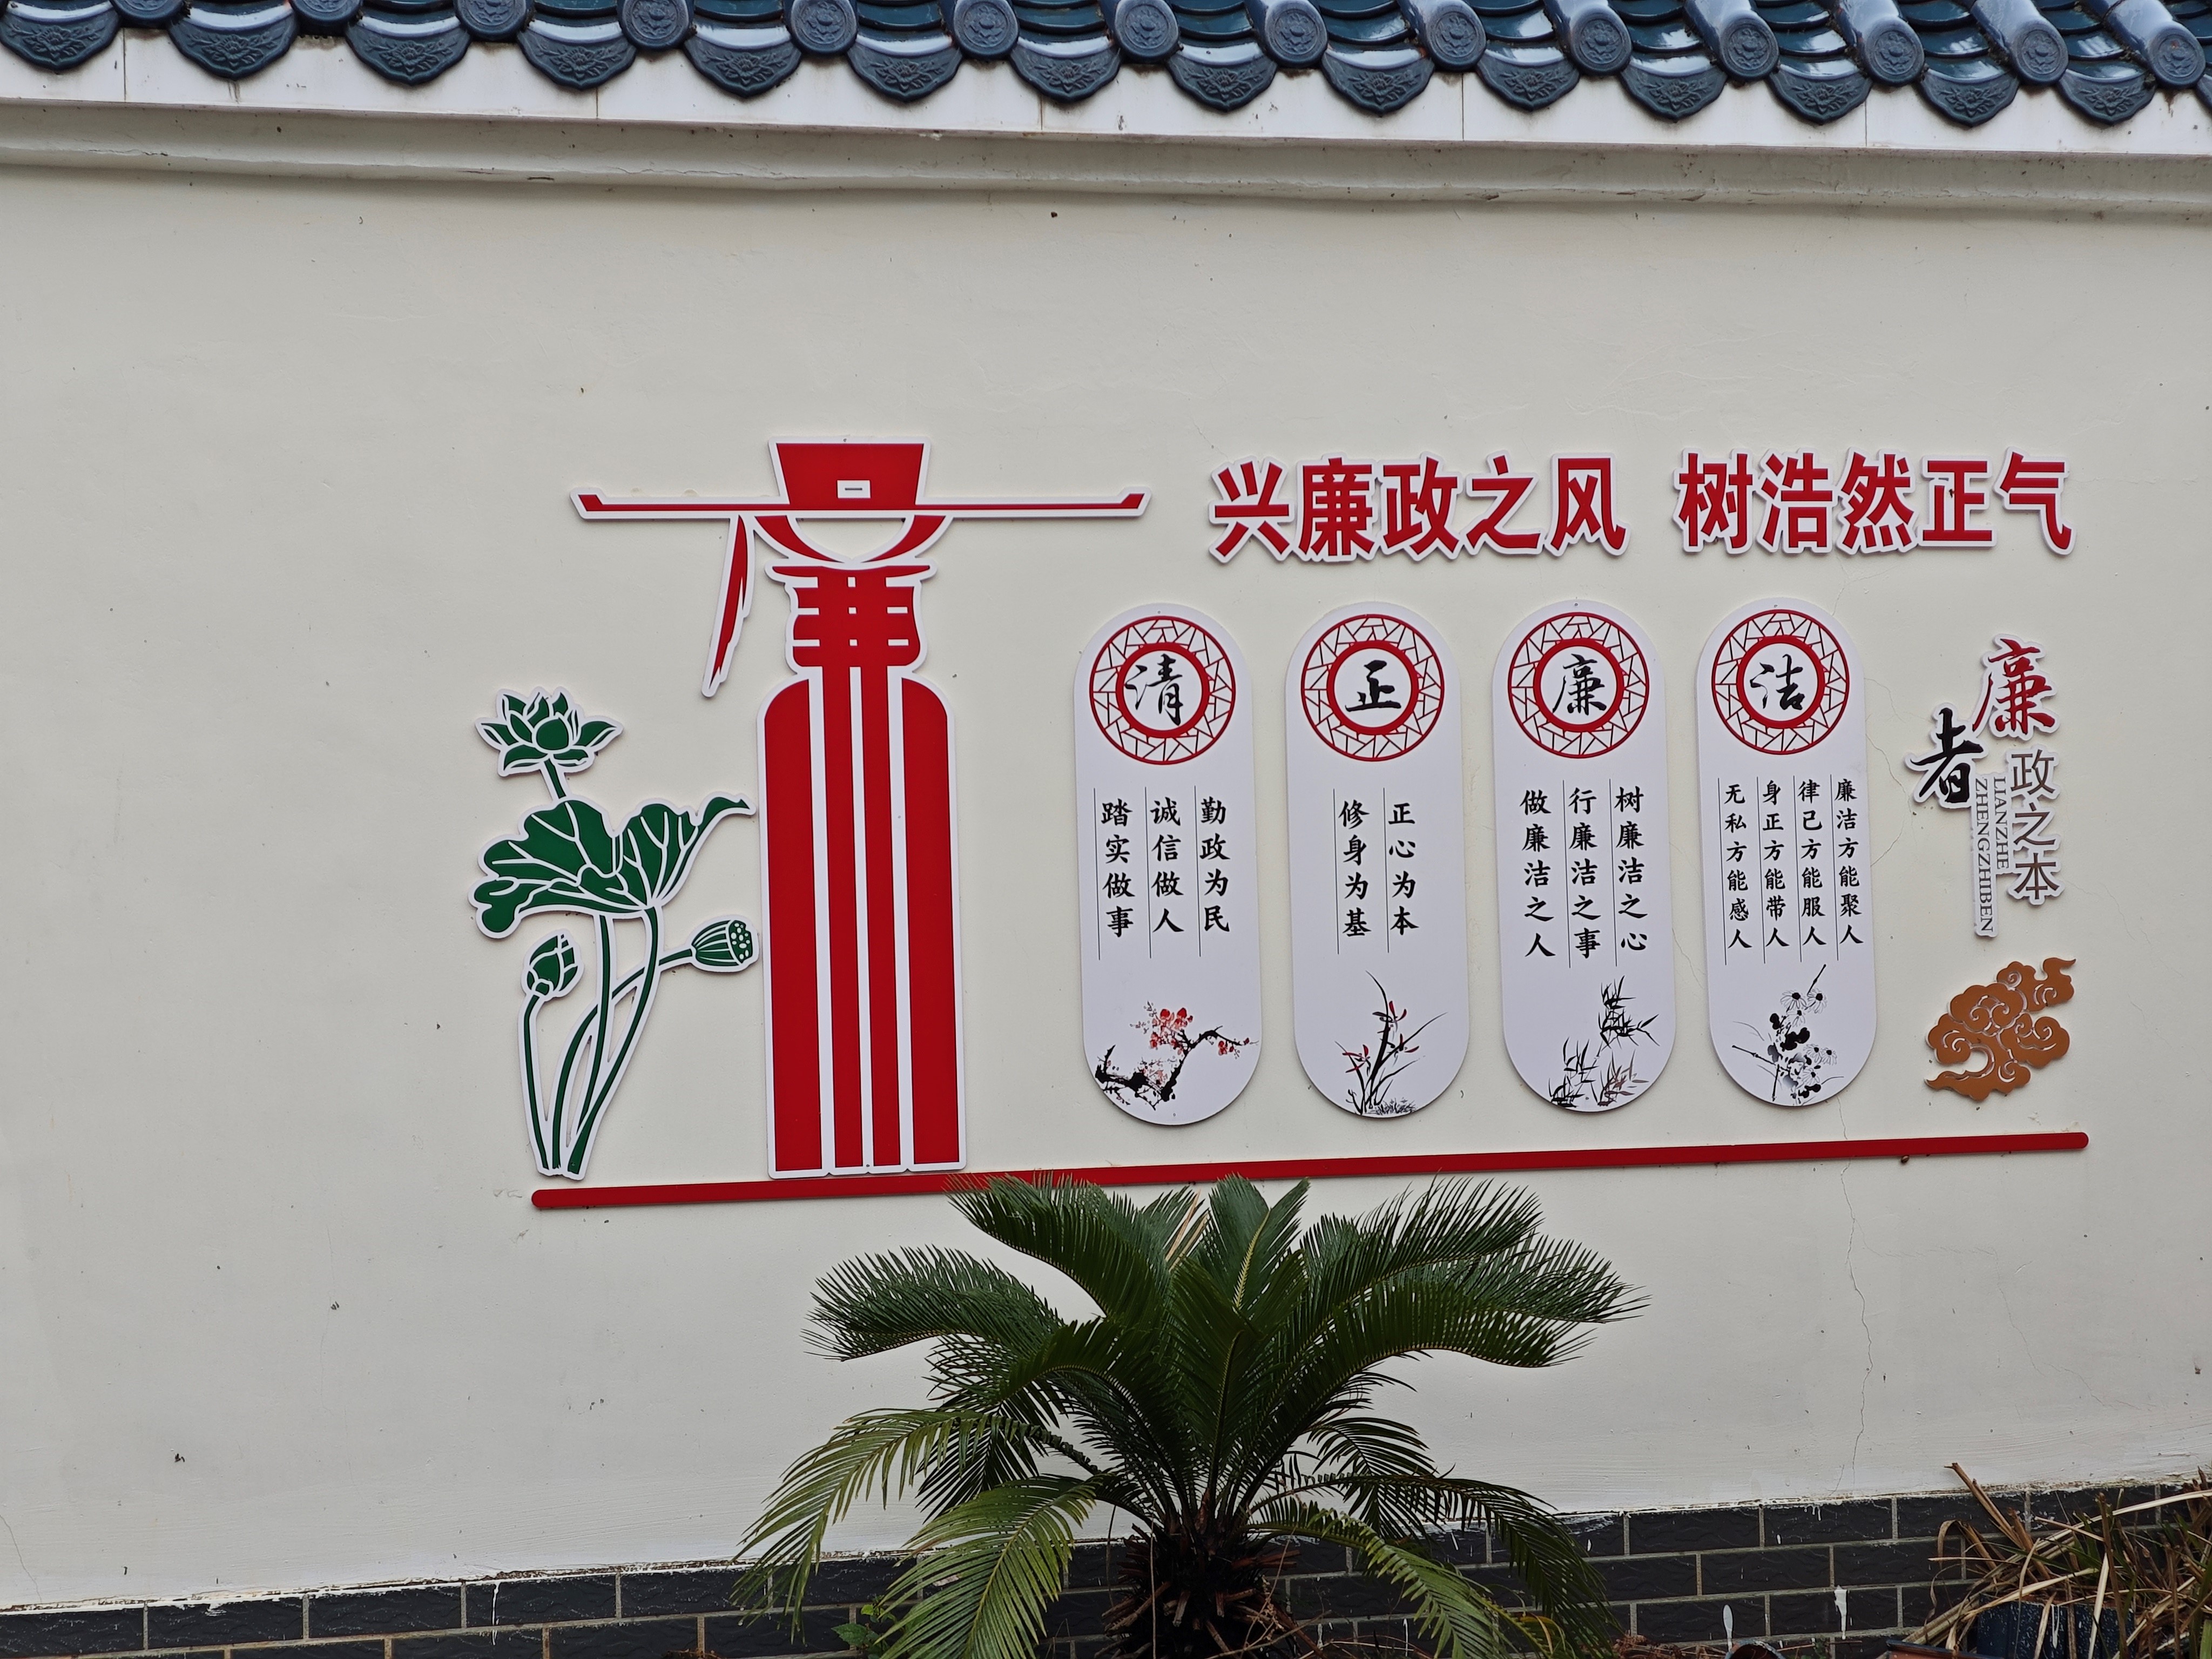 兴廉政之风 树浩然正气
廉
清
勤政为民
诚信做人
踏实做事
正
正心为本
修身为基
廉
树廉洁之心
行廉洁之事
做廉洁之人
洁
廉洁方能聚人
律己方能服人
身正方能带人
无私方能感人
廉者
政之本
LIANZHE
ZHENGZHIBEN